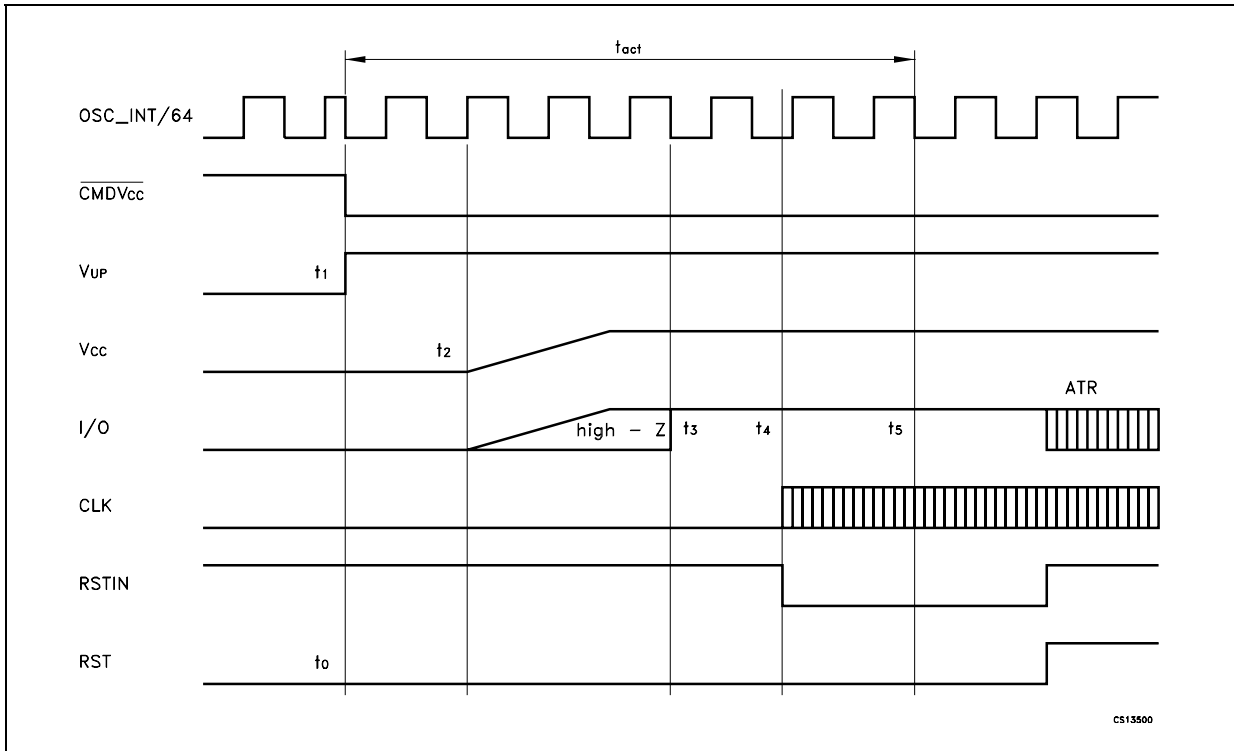 tact
OSC_INT/64
CMDVcc
VUP
t1
Vcc
t2
ATR
I/O
high - Z
t3
t4
t5
CLK
RSTIN
RST
t0
CS13500